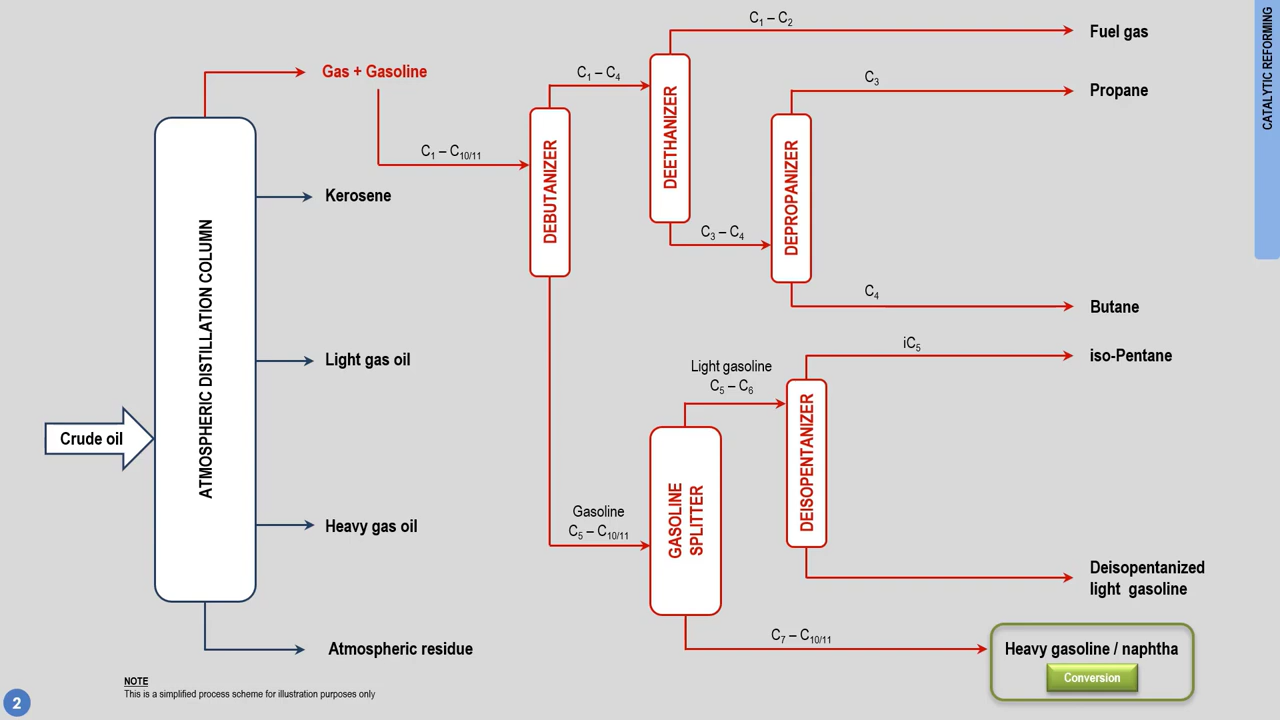 CATALYTIC REFORMING
C₁ – C₂
Fuel gas
Gas + Gasoline
C₁ – C₄
C₃
Propane
C₁ – C₁₀/₁₁
DEBUTANIZER
DEETHANIZER
DEPROPANIZER
Kerosene
C₃ – C₄
C₄
Butane
ATMOSPHERIC DISTILLATION COLUMN
iC₅
iso-Pentane
Light gas oil
Light gasoline
C₅ – C₆
Crude oil
DEISOPENTANIZER
GASOLINE
SPLITTER
Gasoline
C₅ – C₁₀/₁₁
Heavy gas oil
Deisopentanized
light gasoline
C₇ – C₁₀/₁₁
Atmospheric residue
Heavy gasoline / naphtha
Conversion
NOTE
This is a simplified process scheme for illustration purposes only
2